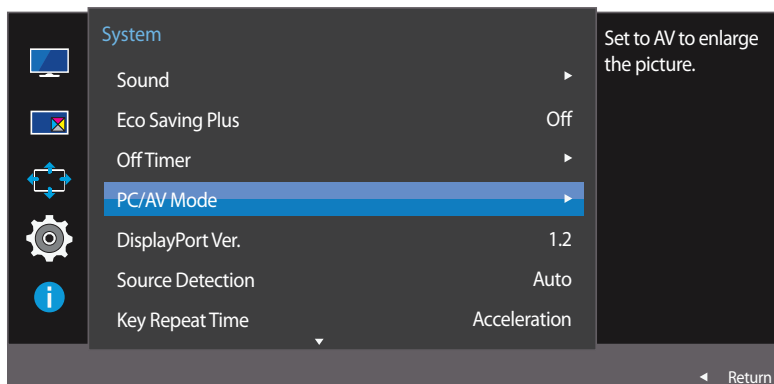 System
Set to AV to enlarge
the picture.
Sound
Eco Saving Plus Off
Off Timer
PC/AV Mode
DisplayPort Ver. 1.2
Source Detection Auto
Key Repeat Time Acceleration
Return